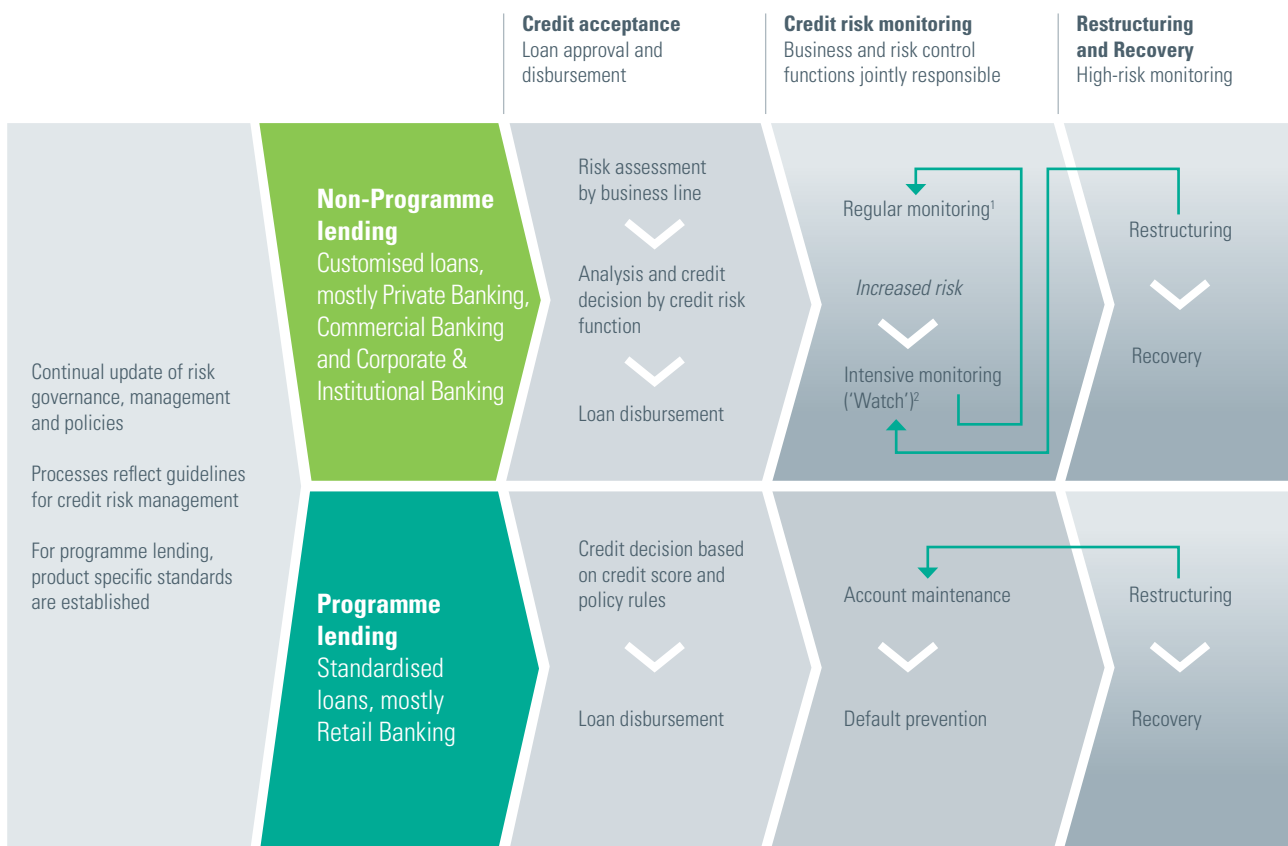 Credit acceptance
Loan approval and
disbursement
Credit risk monitoring
Business and risk control
functions jointly responsible
Restructuring
and Recovery
High-risk monitoring
Continual update of risk
governance, management
and policies
Processes reflect guidelines
for credit risk management
For programme lending,
product specific standards
are established
Non-Programme
lending
Customised loans,
mostly Private Banking,
Commercial Banking
and Corporate &
Institutional Banking
Risk assessment
by business line
Analysis and credit
decision by credit risk
function
Loan disbursement
Regular monitoring¹
Increased risk
Intensive monitoring
(‘Watch’)²
Restructuring
Recovery
Programme
lending
Standardised
loans, mostly
Retail Banking
Credit decision based
on credit score and
policy rules
Loan disbursement
Account maintenance
Default prevention
Restructuring
Recovery